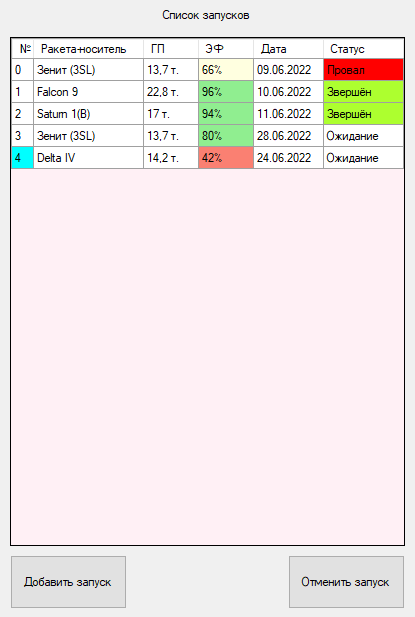 Список запусков
№ Ракета-носитель ГП ЭФ Дата Статус
0 Зенит (3SL) 13,7 т. 66% 09.06.2022 Провал
1 Falcon 9 22,8 т. 96% 10.06.2022 Звершён
2 Saturn 1(B) 17 т. 94% 11.06.2022 Звершён
3 Зенит (3SL) 13,7 т. 80% 28.06.2022 Ожидание
4 Delta IV 14,2 т. 42% 24.06.2022 Ожидание
Добавить запуск Отменить запуск